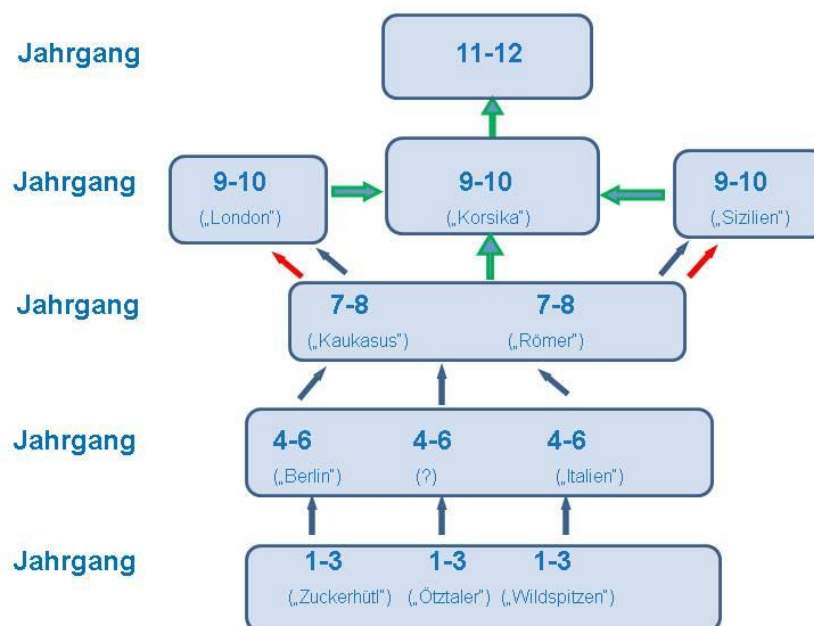 Jahrgang 11-12
Jahrgang 9-10 9-10 9-10
(„London") („Korsika") („Sizilien")
Jahrgang 7-8 7-8
(„Kaukasus") („Römer")
Jahrgang 4-6 4-6 4-6
(„Berlin") (?) („Italien")
Jahrgang 1-3 1-3 1-3
(„Zuckerhütl") („Ötztaler") („Wildspitzen")